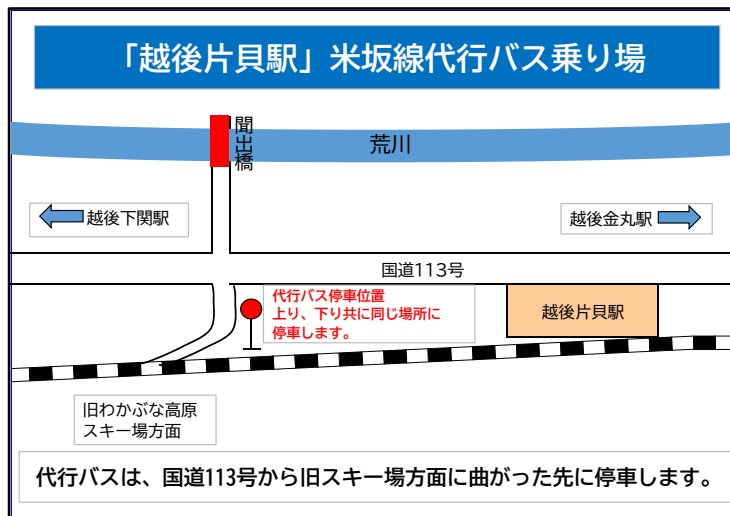 「越後片貝駅」米坂線代行バス乗り場
聞出橋
荒川
越後下関駅
越後金丸駅
国道113号
代行バス停車位置
上り、下り共に同じ場所に
停車します。
越後片貝駅
旧わかぶな高原
スキー場方面
代行バスは、国道113号から旧スキー場方面に曲がった先に停車します。